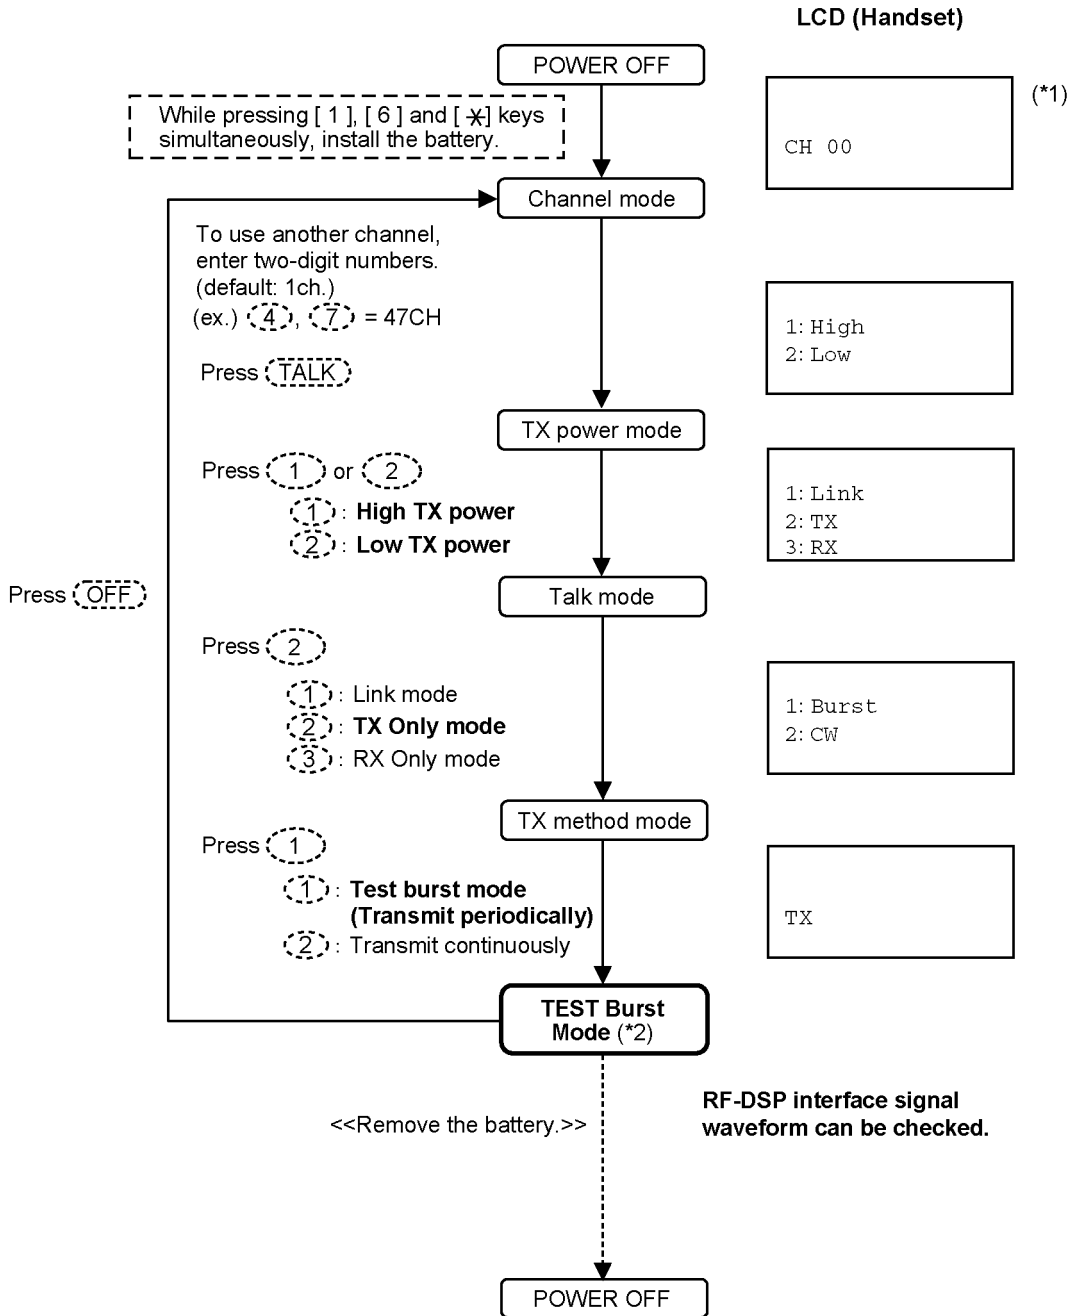 LCD (Handset)
POWER OFF
(*1)
While pressing [ 1 ], [ 6 ] and [ * ] keys
simultaneously, install the battery.
CH 00
Channel mode
To use another channel,
enter two-digit numbers.
(default: 1ch.)
(ex.) 4, 7 = 47CH
1: High
2: Low
Press TALK
TX power mode
Press 1 or 2
1 : High TX power
2 : Low TX power
1: Link
2: TX
3: RX
Press OFF
Talk mode
Press 2
1 : Link mode
2 : TX Only mode
3 : RX Only mode
1: Burst
2: CW
TX method mode
Press 1
1 : Test burst mode
(Transmit periodically)
2 : Transmit continuously
TX
TEST Burst
Mode (*2)
<<Remove the battery.>>
RF-DSP interface signal
waveform can be checked.
POWER OFF